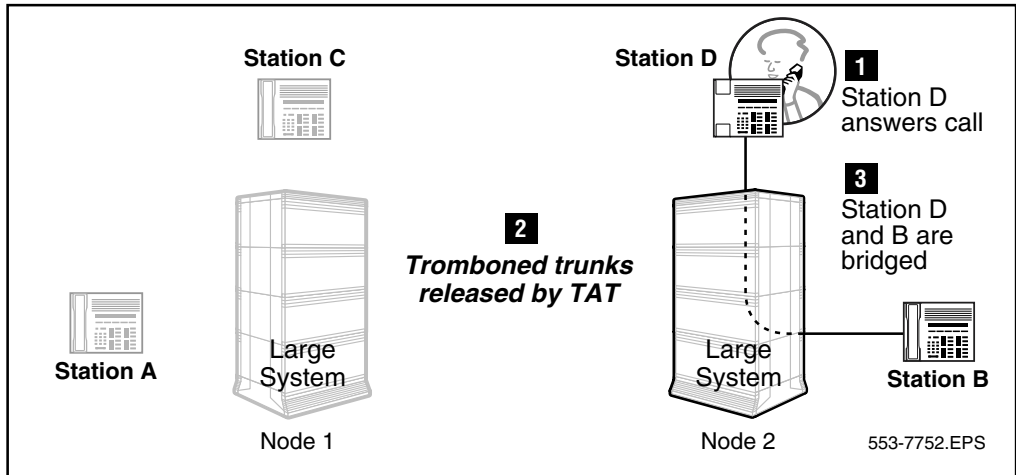 Station C
Station D
1
Station D
answers call
3
Station D
and B are
bridged
2
Tromboned trunks
released by TAT
Station A
Large
System
Large
System
Station B
Node 1
Node 2
553-7752.EPS